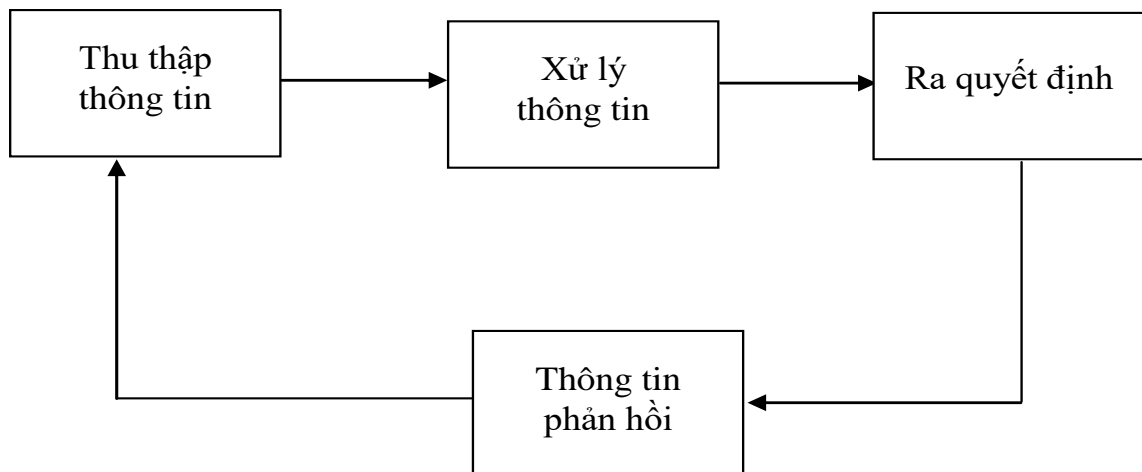 Thu thập
thông tin
Xử lý
thông tin
Ra quyết định
Thông tin
phản hồi